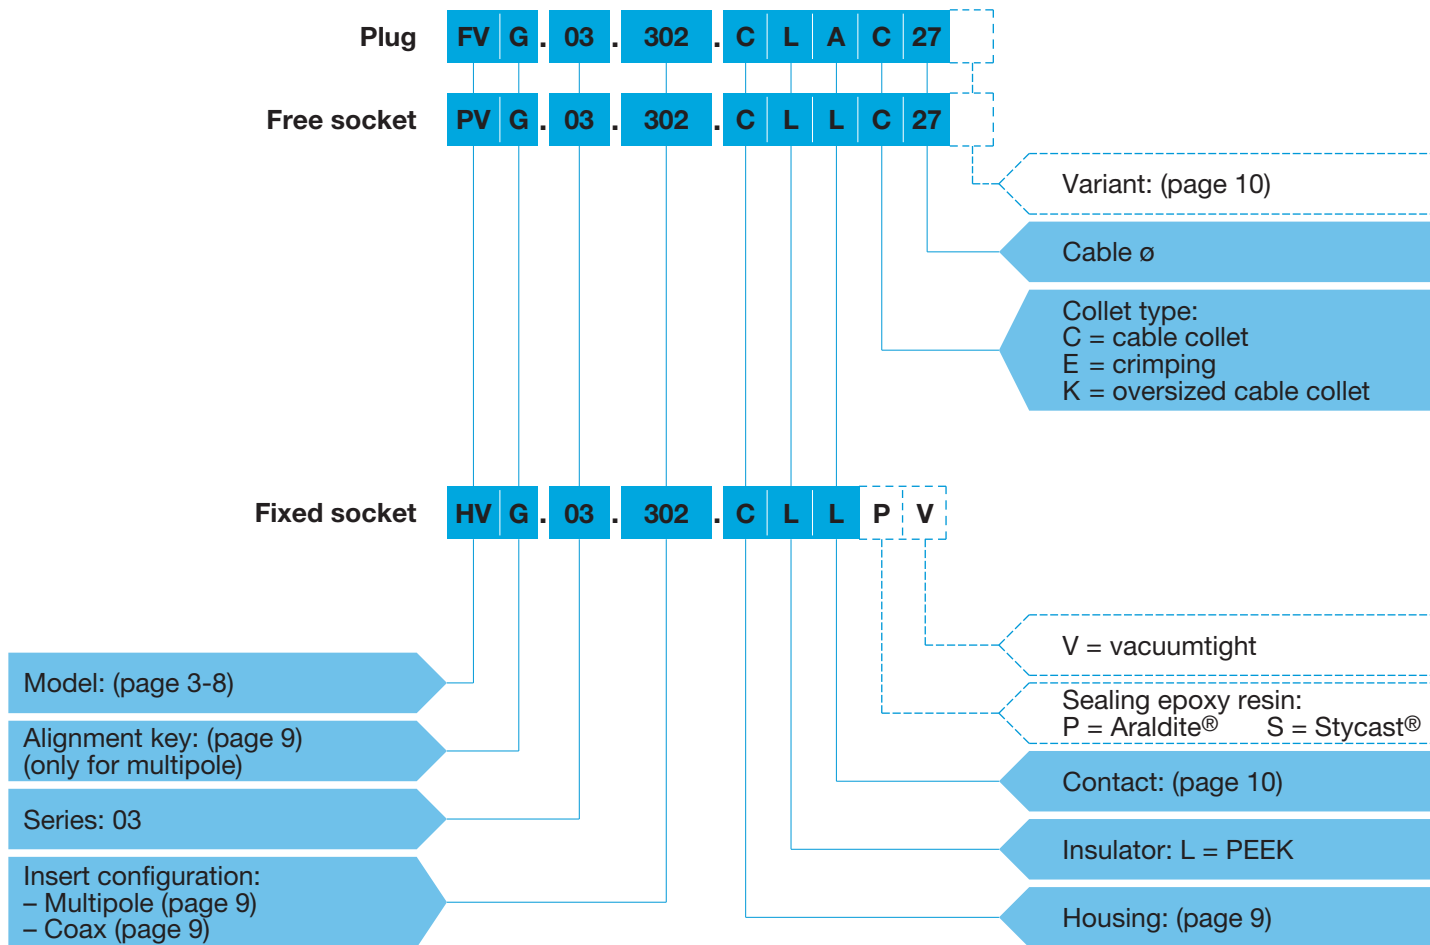 Plug FV G . 03 . 302 . C L A C 27
Free socket PV G . 03 . 302 . C L L C 27
Variant: (page 10)
Cable ø
Collet type:
C = cable collet
E = crimping
K = oversized cable collet
Fixed socket HV G . 03 . 302 . C L L P V
V = vacuumtight
Model: (page 3-8)
Sealing epoxy resin:
P = Araldite® S = Stycast®
Alignment key: (page 9)
(only for multipole)
Contact: (page 10)
Series: 03
Insulator: L = PEEK
Insert configuration:
– Multipole (page 9)
– Coax (page 9)
Housing: (page 9)